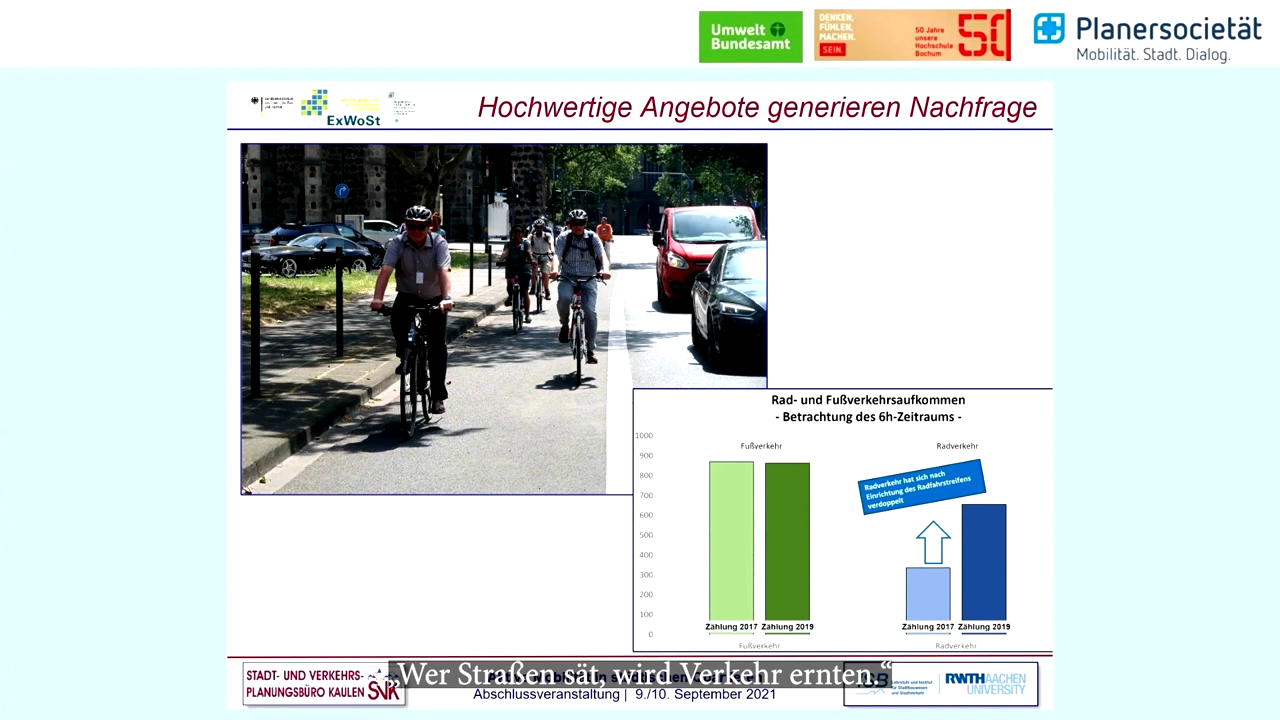 Umwelt
Bundesamt
DENKEN,
FÜHLEN,
MACHEN.
SEIN.
50 Jahre
unsere
Hochschule
Bochum
50
Planersocietät
Mobilität. Stadt. Dialog.
ExWoSt
Hochwertige Angebote generieren Nachfrage
Rad- und Fußverkehrsaufkommen
- Betrachtung des 6h-Zeitraums -
1000
900
800
700
600
500
400
300
200
100
0
Fußverkehr
Radverkehr
Radverkehr hat sich nach
Einrichtung des Radfahrstreifens
verdoppelt
Zählung 2017 Zählung 2019
Zählung 2017 Zählung 2019
Fußverkehr
Radverkehr
STADT- UND VERKEHRS-
PLANUNGSBÜRO KAULEN SVK
„Wer Straßen sät, wird Verkehr ernten.“
Abschlussveranstaltung | 9./10. September 2021
RWTH AACHEN
UNIVERSITY